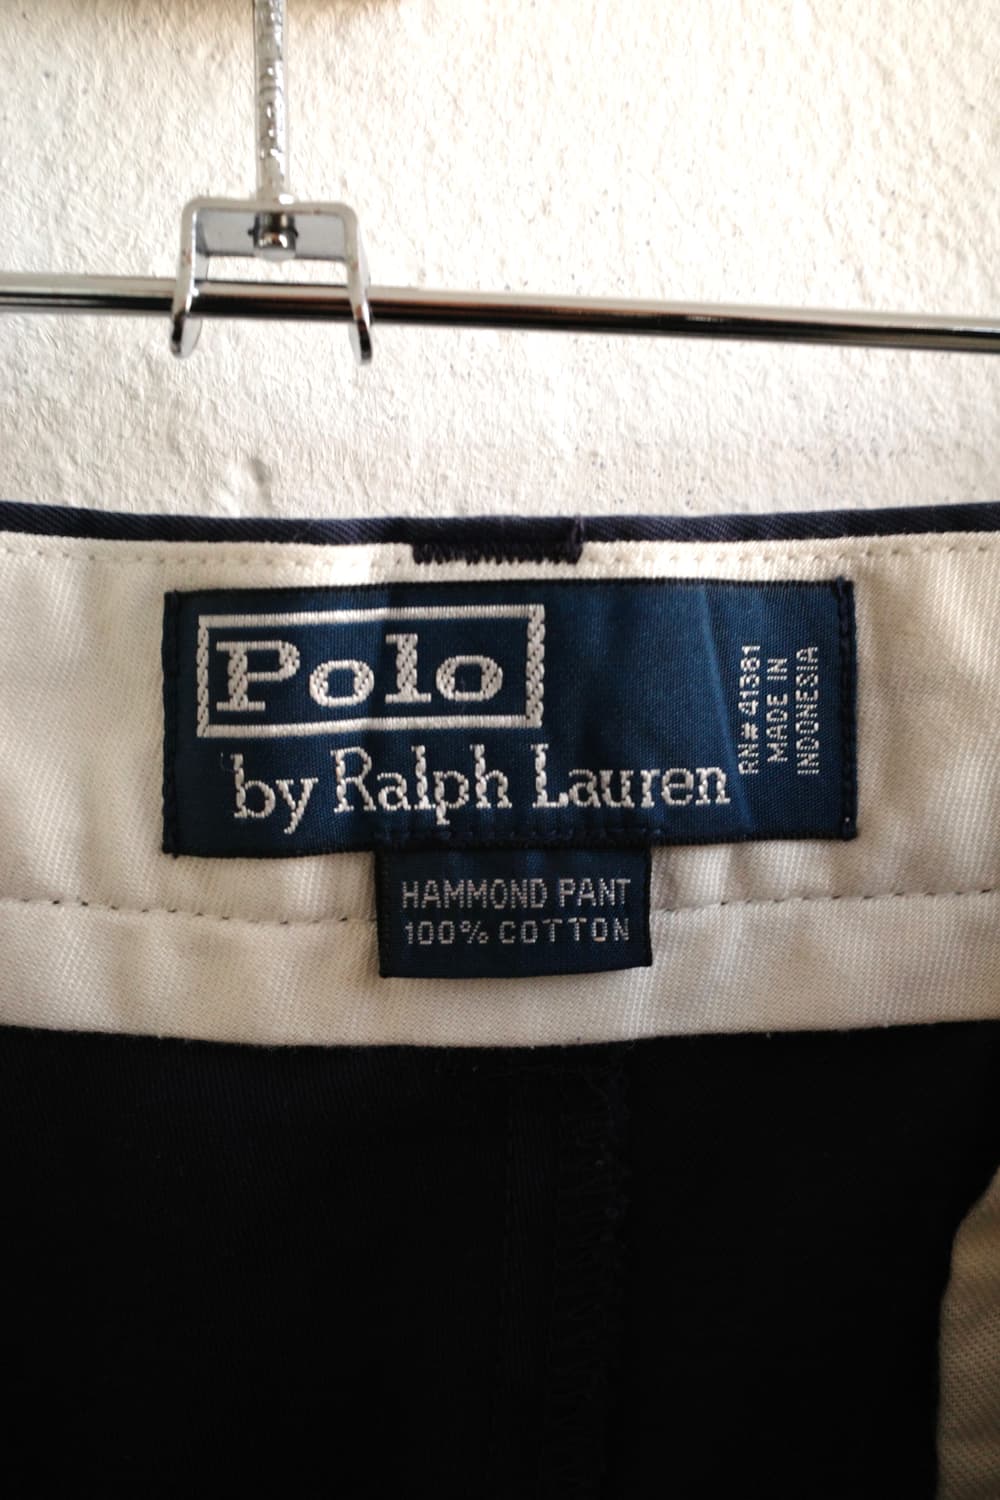 Polo
by Ralph Lauren
RN# 41381
MADE IN
INDONESIA
HAMMOND PANT
100% COTTON